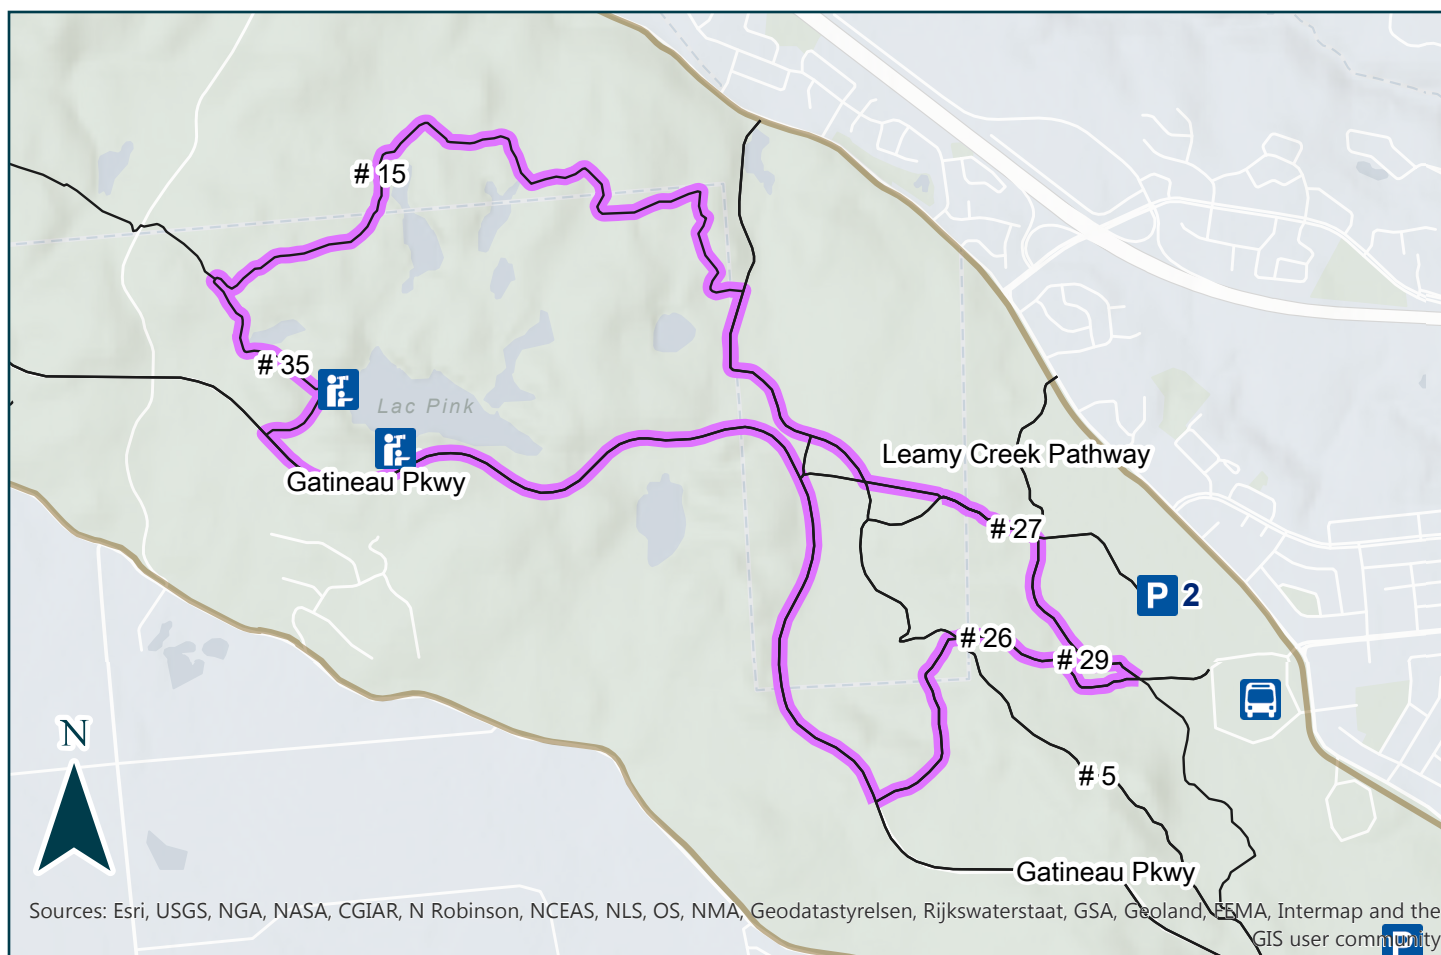 # 15
# 35
Lac Pink
Gatineau Pkwy
Leamy Creek Pathway
# 27
P 2
# 26
# 29
N
# 5
Gatineau Pkwy
Sources: Esri, USGS, NGA, NASA, CGIAR, N Robinson, NCEAS, NLS, OS, NMA, Geodatastyrelsen, Rijkswaterstaat, GSA, Geoland, FEMA, Intermap and the
GIS user community
P